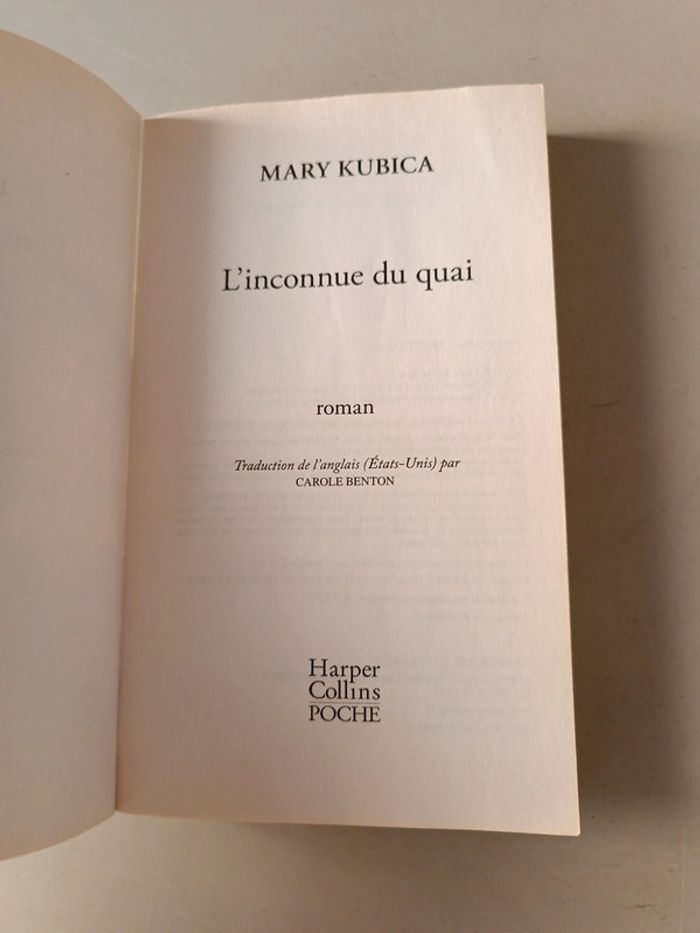 MARY KUBICA
L'inconnue du quai
roman
Traduction de l'anglais (États-Unis) par
CAROLE BENTON
Harper
Collins
POCHE